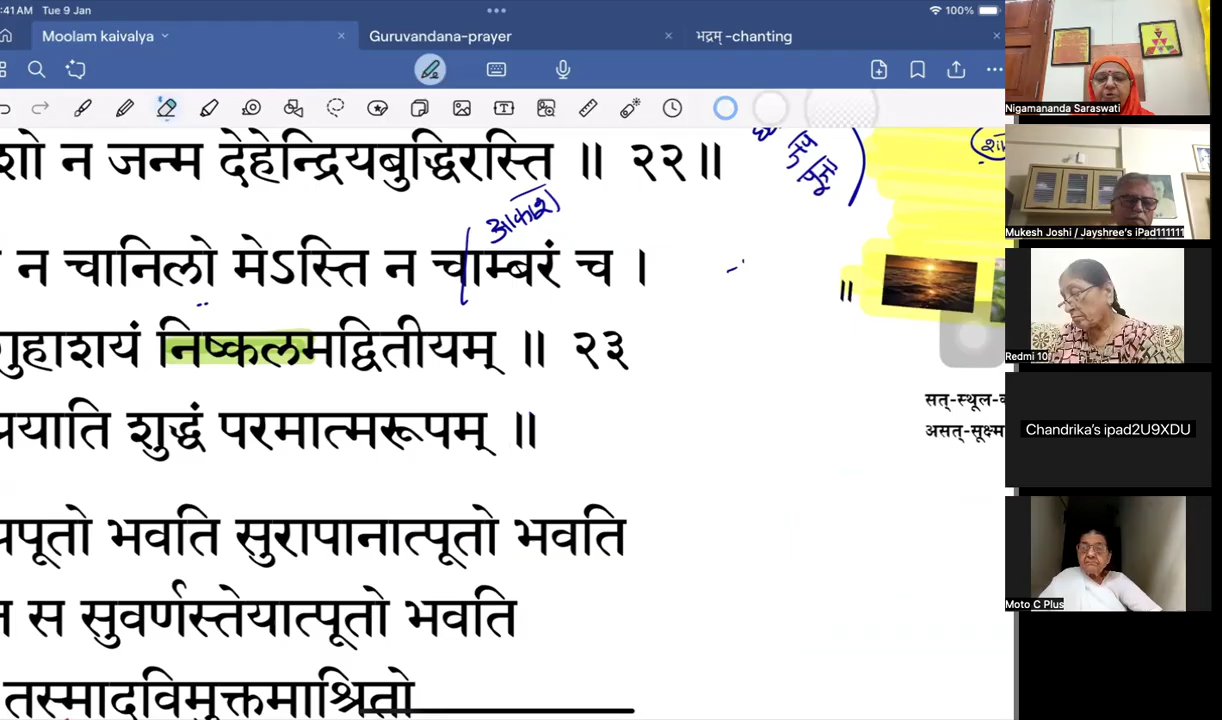 :41 AM Tue 9 Jan
100%
Moolam kaivalya
Guruvandana-prayer
भद्रम् -chanting
शो न जन्म देहेन्द्रियबुद्धिरस्ति ॥ २२॥
आकाश
न चानिलो मेऽस्ति न चाम्बरं च ।
॥
गुहाशयं निष्कलमद्वितीयम् ॥ २३
प्रयाति शुद्धं परमात्मरूपम् ॥
सत्-स्थूल-
असत्-सूक्ष्म
पूतो भवति सुरापानात्पूतो भवति
स सुवर्णस्तेयात्पूतो भवति
तस्मादविमुक्तमाश्रितो
Nigamananda Saraswati
Mukesh Joshi / Jayshree's iPad111111
Redmi 10
Chandrika's ipad2U9XDU
Moto C Plus